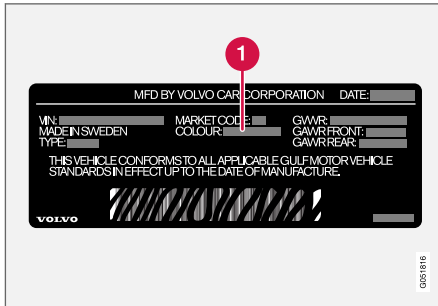 1
MFD BY VOLVO CAR CORPORATION DATE:
VIN: MARKET CODE: GVWR:
MADE IN SWEDEN COLOUR: GAWR FRONT:
TYPE: GAWR REAR:
THIS VEHICLE CONFORMS TO ALL APPLICABLE GULF MOTOR VEHICLE
STANDARDS IN EFFECT UP TO THE DATE OF MANUFACTURE.
VOLVO
G051816